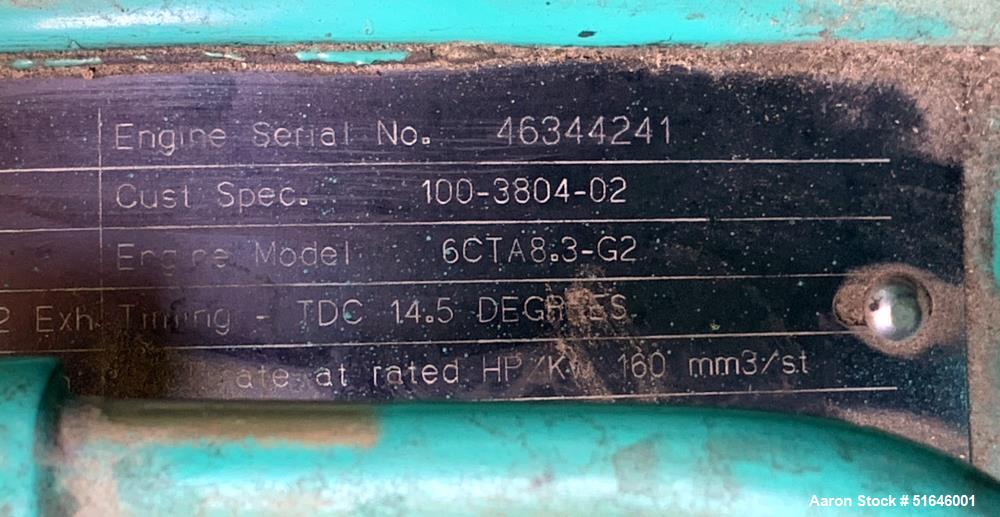 Engine Serial No. 46344241
Cust Spec. 100-3804-02
Engine Model 6CTA8.3-G2
2 Exh Timing - TDC 14.5 DEGREES
at rated HP/KW 160 mm3/st
Aaron Stock # 51646001